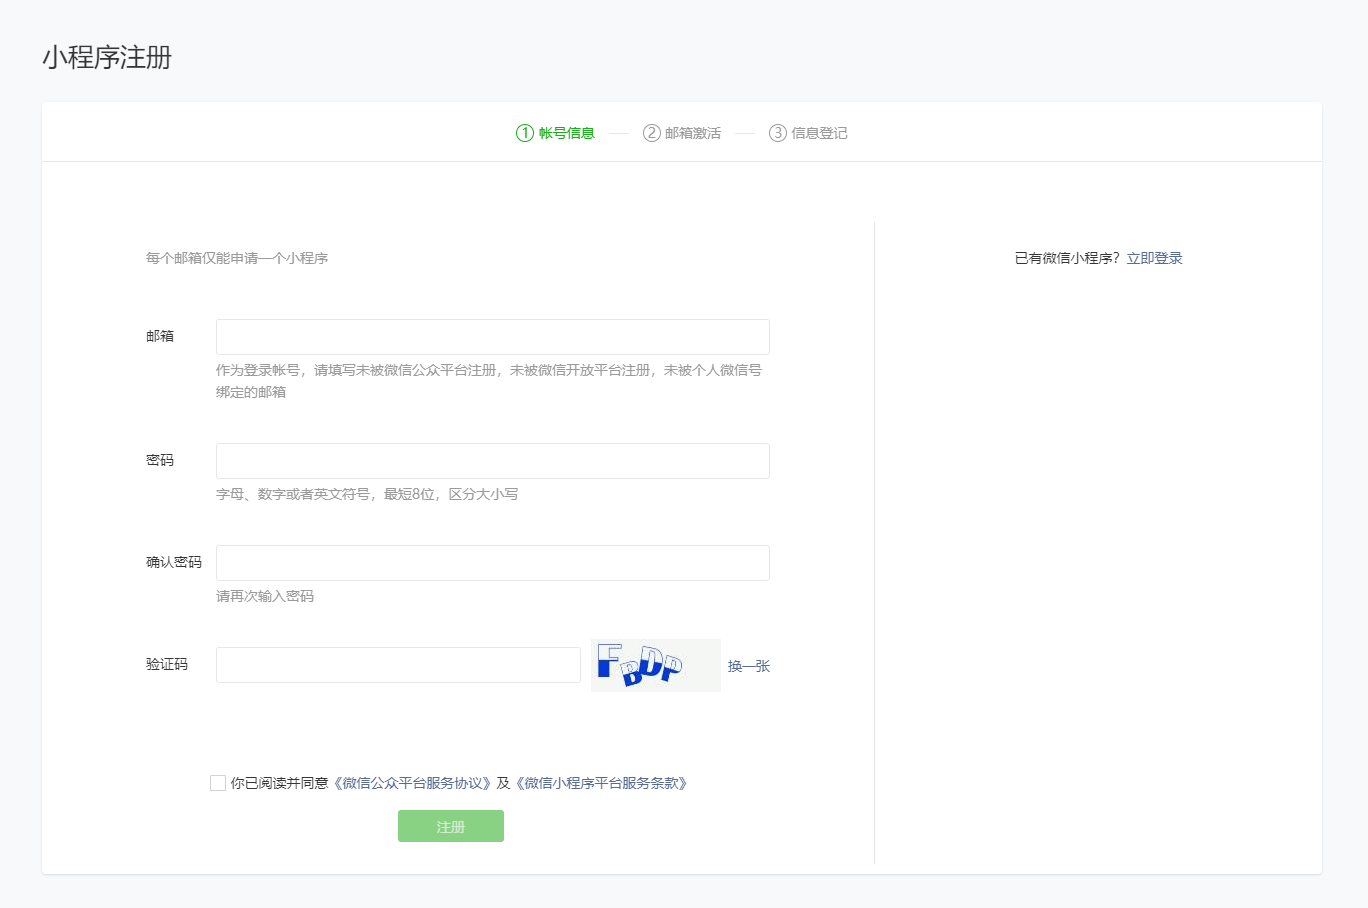 小程序注册
① 帐号信息
② 邮箱激活
③ 信息登记
每个邮箱仅能申请一个小程序
已有微信小程序？立即登录
邮箱
作为登录帐号，请填写未被微信公众平台注册，未被微信开放平台注册，未被个人微信号
绑定的邮箱
密码
字母、数字或者英文符号，最短8位，区分大小写
确认密码
请再次输入密码
验证码
FBDP
换一张
你已阅读并同意《微信公众平台服务协议》及《微信小程序平台服务条款》
注册